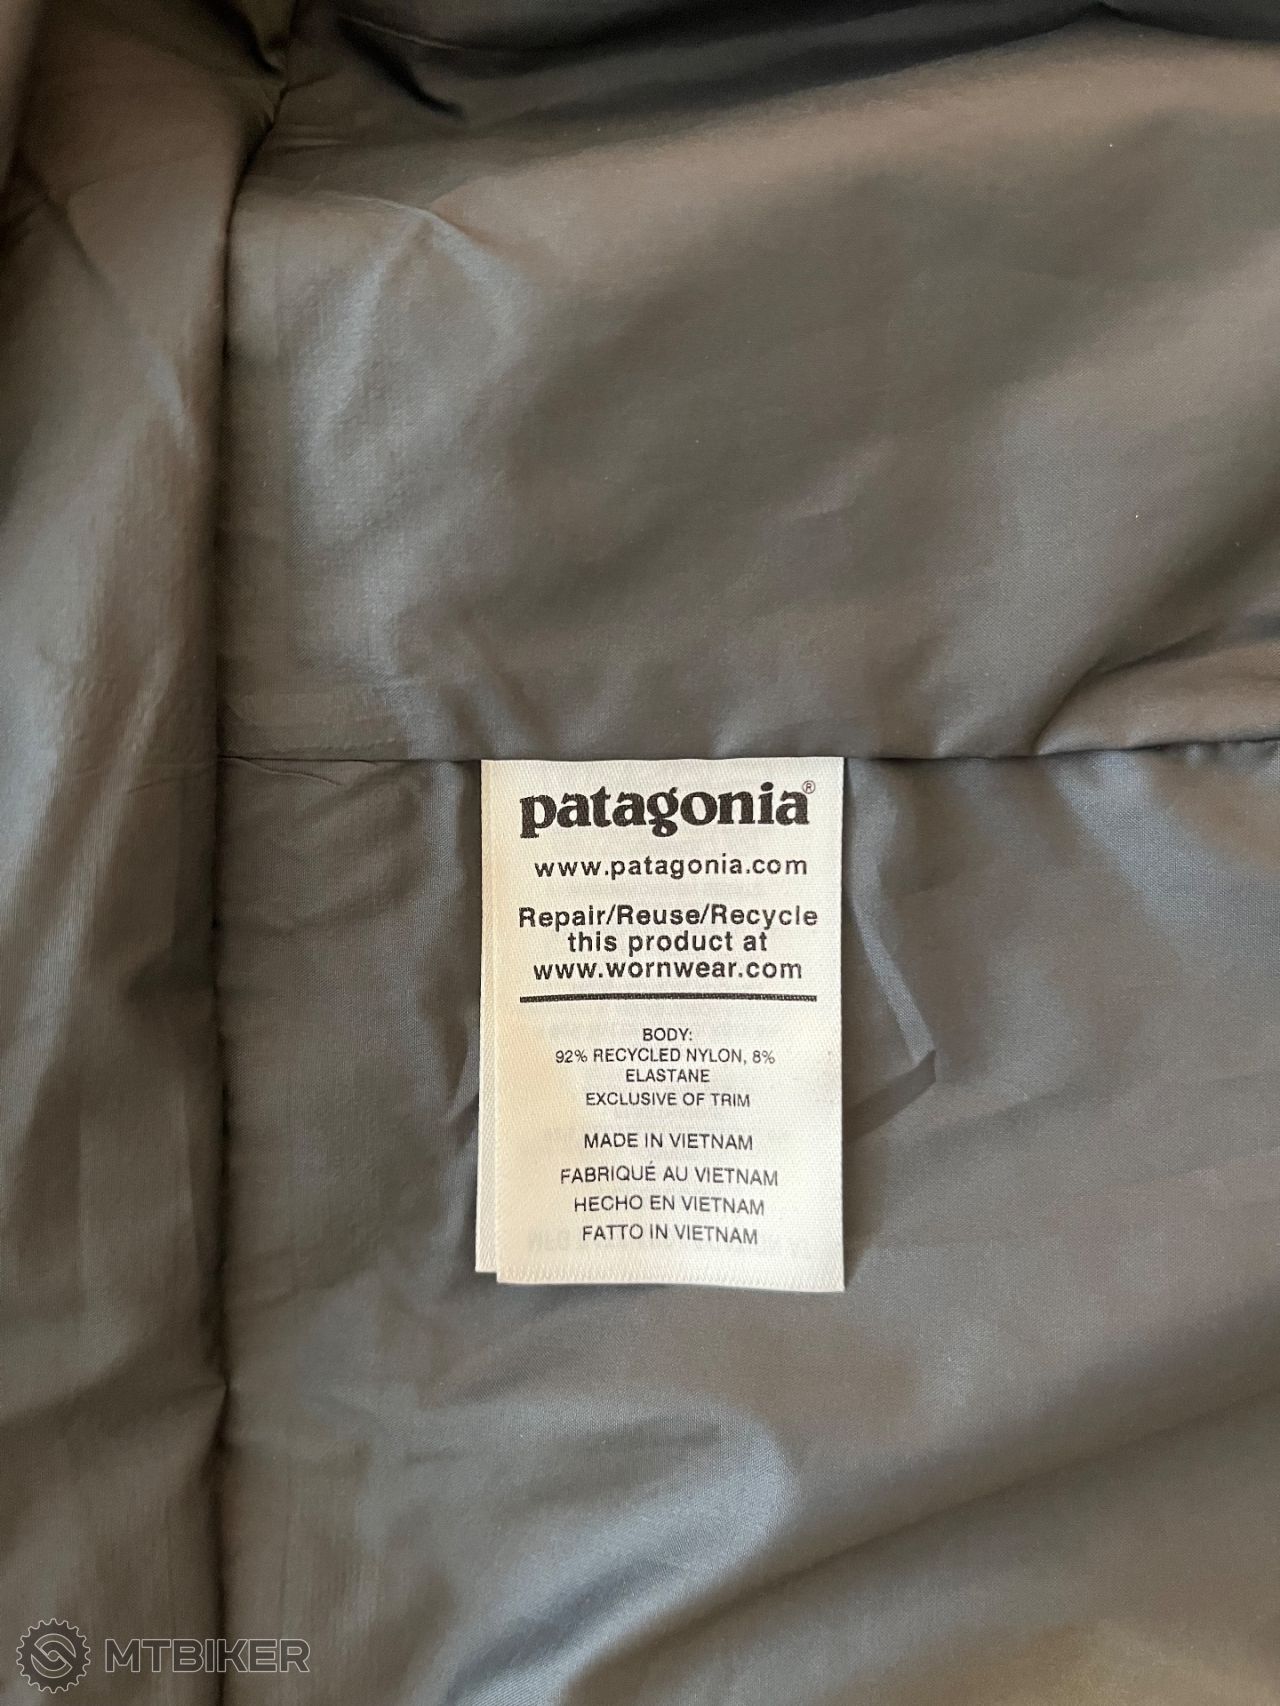 patagonia®
www.patagonia.com
Repair/Reuse/Recycle
this product at
www.wornwear.com
BODY:
92% RECYCLED NYLON, 8%
ELASTANE
EXCLUSIVE OF TRIM
MADE IN VIETNAM
FABRIQUÉ AU VIETNAM
HECHO EN VIETNAM
FATTO IN VIETNAM
MTBIKER